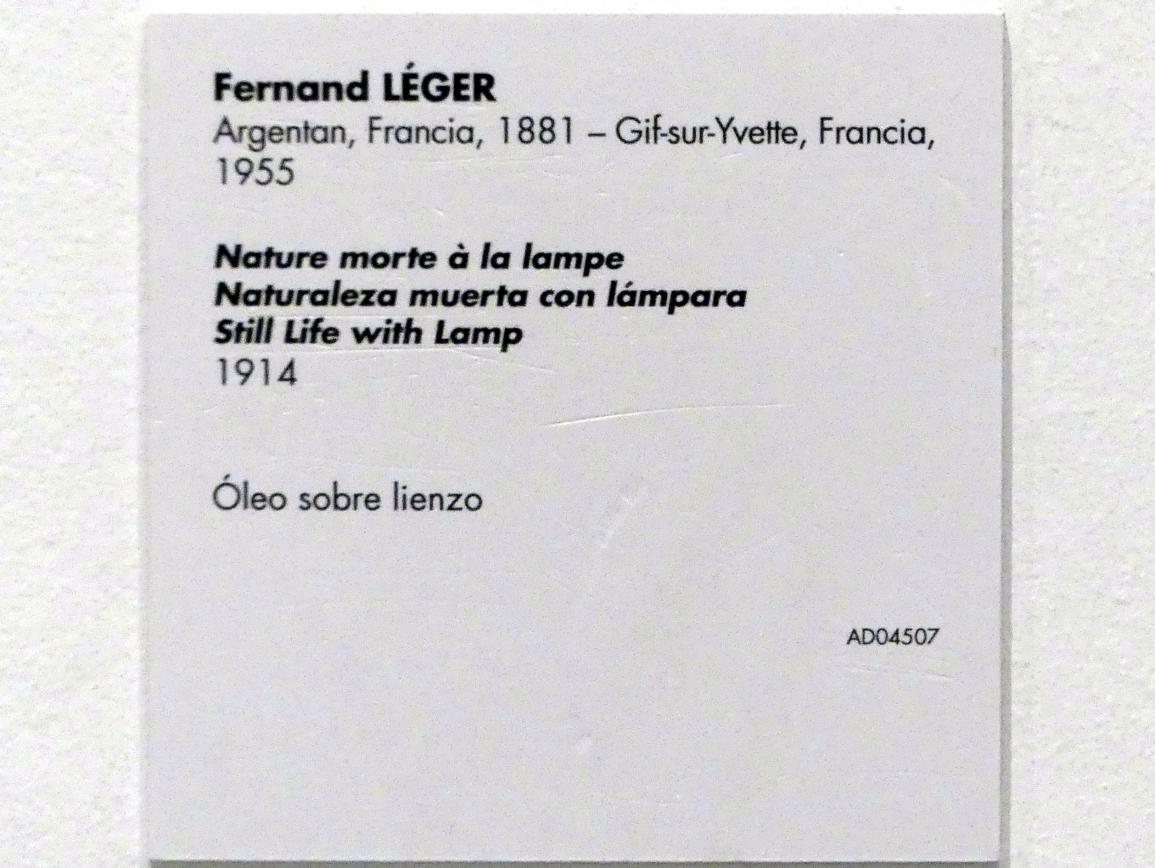 Fernand LÉGER
Argentan, Francia, 1881 – Gif-sur-Yvette, Francia,
1955
Nature morte à la lampe
Naturaleza muerta con lámpara
Still Life with Lamp
1914
Óleo sobre lienzo
AD04507